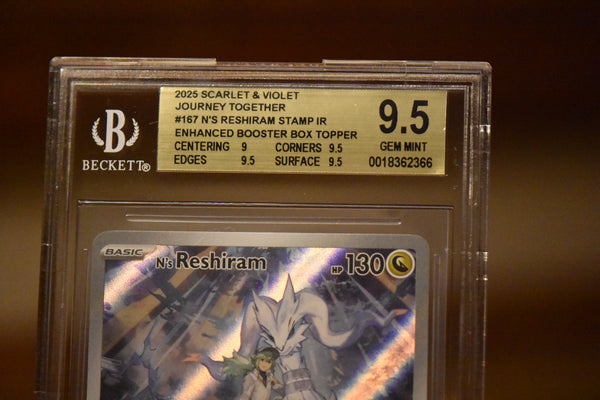 2025 SCARLET & VIOLET
JOURNEY TOGETHER
#167 N'S RESHIRAM STAMP IR
ENHANCED BOOSTER BOX TOPPER
CENTERING 9 CORNERS 9.5
EDGES 9.5 SURFACE 9.5
9.5
GEM MINT
0018362366
B
BECKETT®
BASIC
N's Reshiram
HP 130